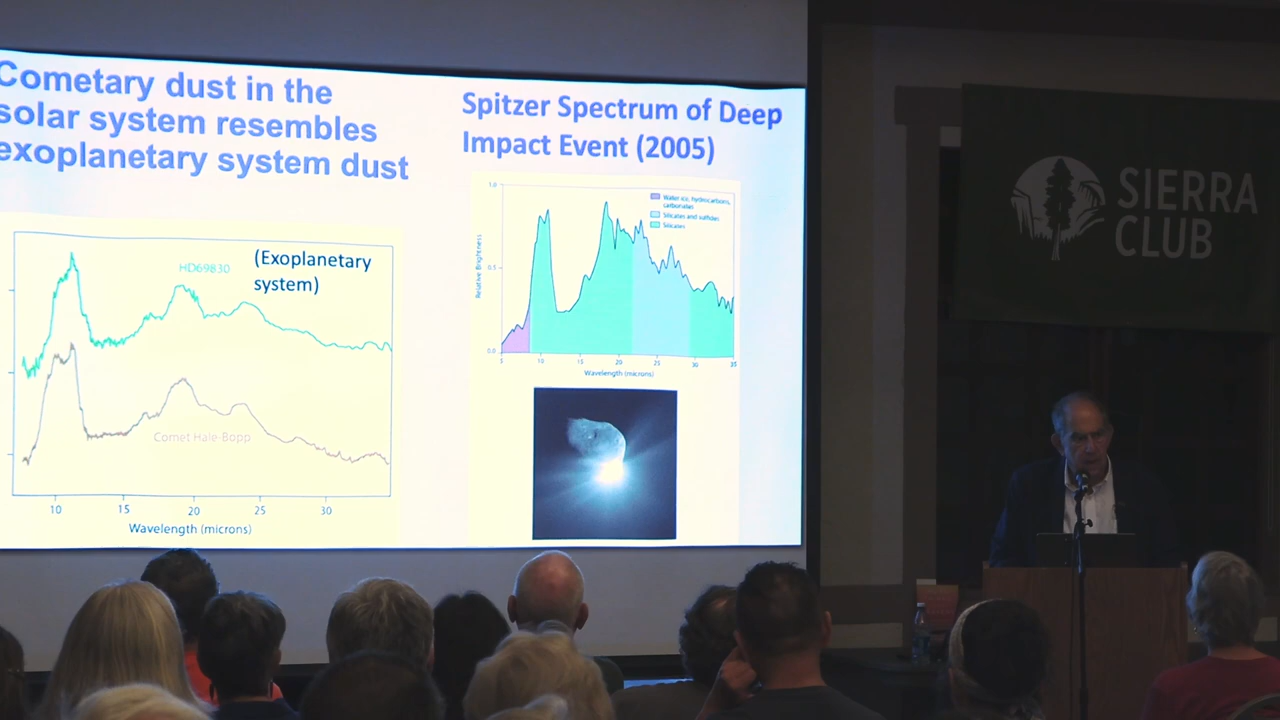 Cometary dust in the
solar system resembles
exoplanetary system dust
HD69830
(Exoplanetary
system)
Comet Hale-Bopp
10 15 20 25 30
Wavelength (microns)
Spitzer Spectrum of Deep
Impact Event (2005)
1.0
0.5
0.0
Relative Brightness
Water ice, hydrocarbons,
carbonates
Silicates and sulfides
Silicates
5 10 15 20 25 30 35
Wavelength (microns)
SIERRA
CLUB